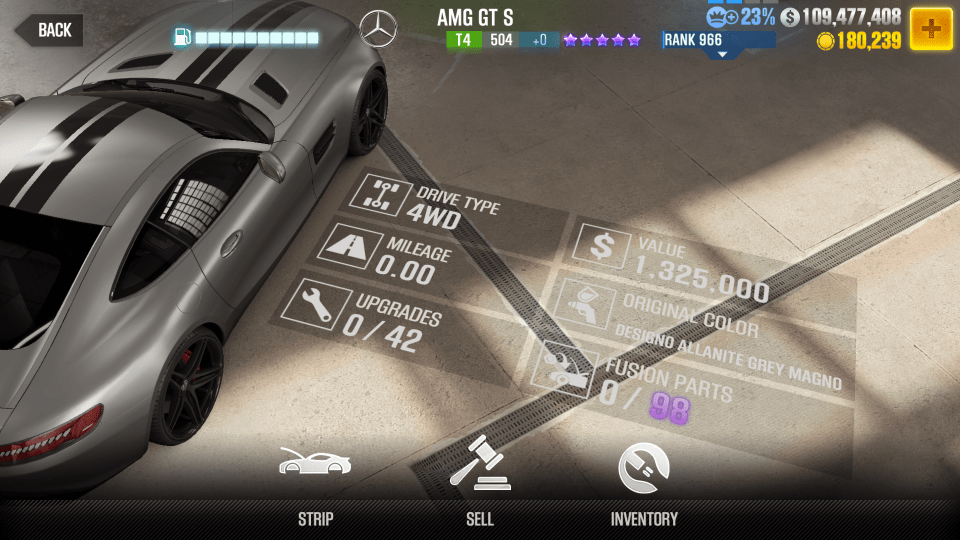 BACK
AMG GT S
T4 504 +0
23% $ 109,477,408
RANK 966
180,239
DRIVE TYPE
4WD
MILEAGE
0.00
UPGRADES
0/42
$ VALUE
1,325,000
ORIGINAL COLOR
DESIGNO ALLANITE GREY MAGNO
FUSION PARTS
0/98
STRIP
SELL
INVENTORY